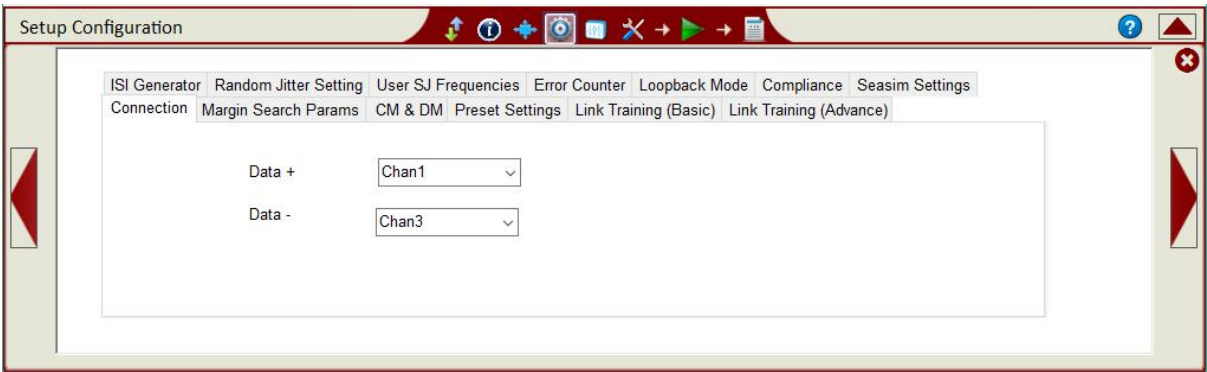 Setup Configuration
ISI Generator Random Jitter Setting User SJ Frequencies Error Counter Loopback Mode Compliance Seasim Settings
Connection Margin Search Params CM & DM Preset Settings Link Training (Basic) Link Training (Advance)
Data + Chan1
Data - Chan3